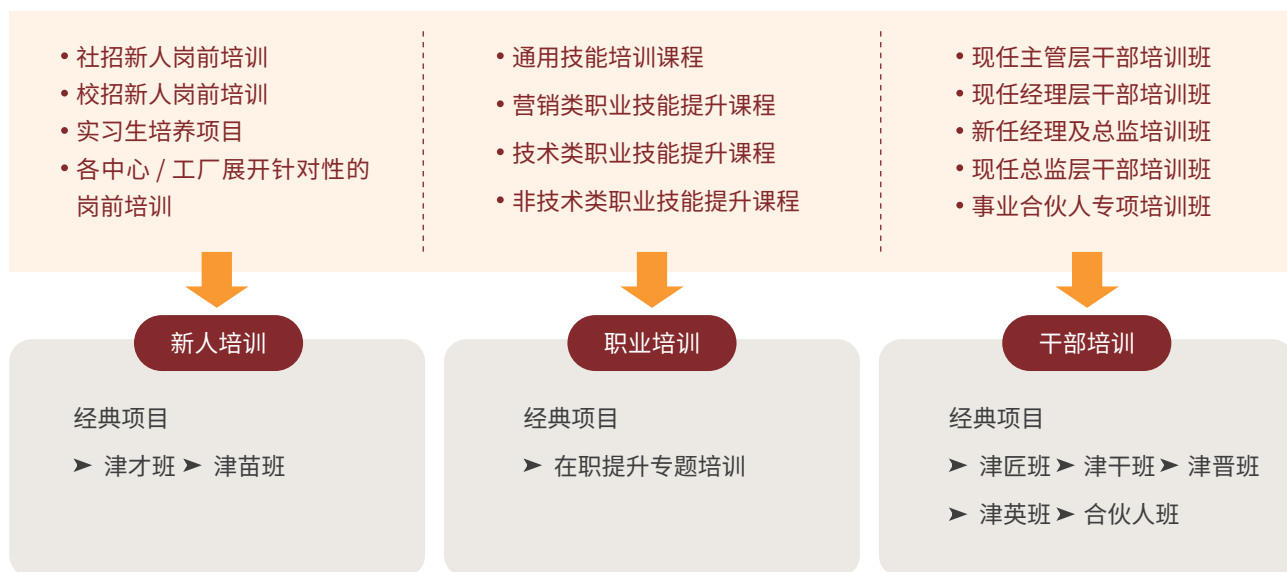 • 社招新人岗前培训
• 校招新人岗前培训
• 实习生培养项目
• 各中心 / 工厂展开针对性的
岗前培训
• 通用技能培训课程
• 营销类职业技能提升课程
• 技术类职业技能提升课程
• 非技术类职业技能提升课程
• 现任主管层干部培训班
• 现任经理层干部培训班
• 新任经理及总监培训班
• 现任总监层干部培训班
• 事业合伙人专项培训班
新人培训
经典项目
➤ 津才班 ➤ 津苗班
职业培训
经典项目
➤ 在职提升专题培训
干部培训
经典项目
➤ 津匠班 ➤ 津干班 ➤ 津晋班
➤ 津英班 ➤ 合伙人班